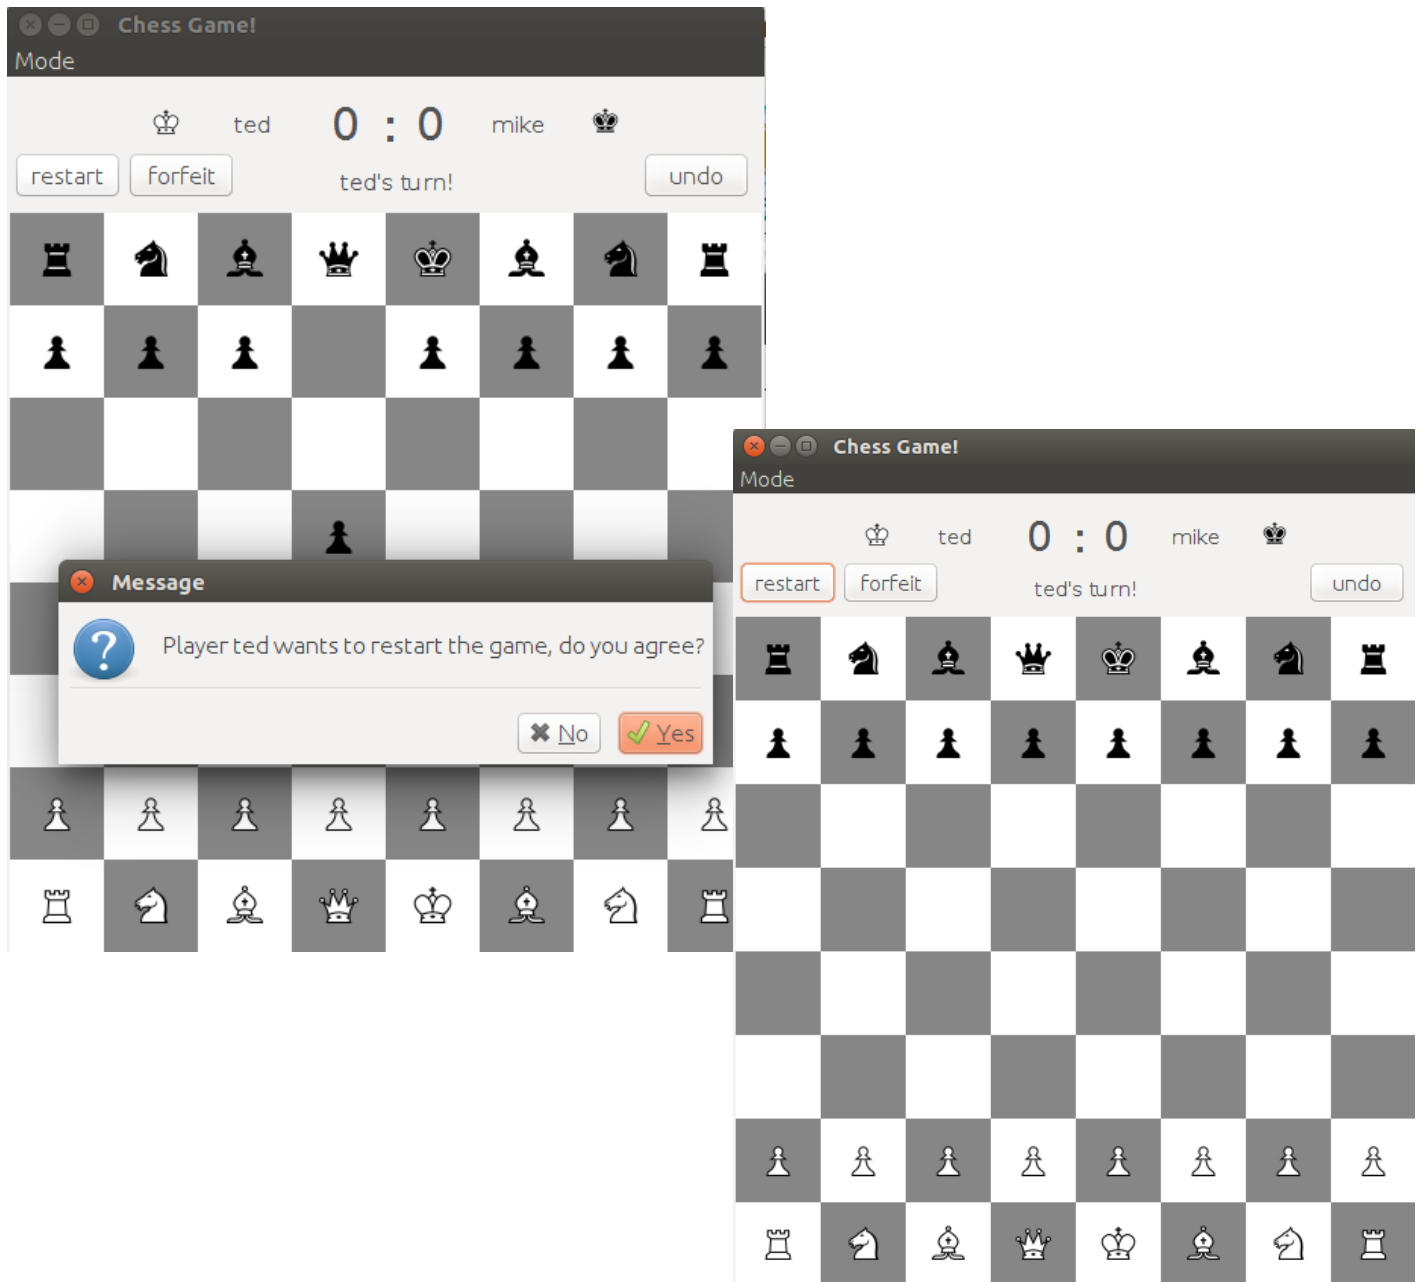 Chess Game!
Mode
ted 0 : 0 mike
restart forfeit ted's turn! undo
Message
Player ted wants to restart the game, do you agree?
No Yes
Chess Game!
Mode
ted 0 : 0 mike
restart forfeit ted's turn! undo